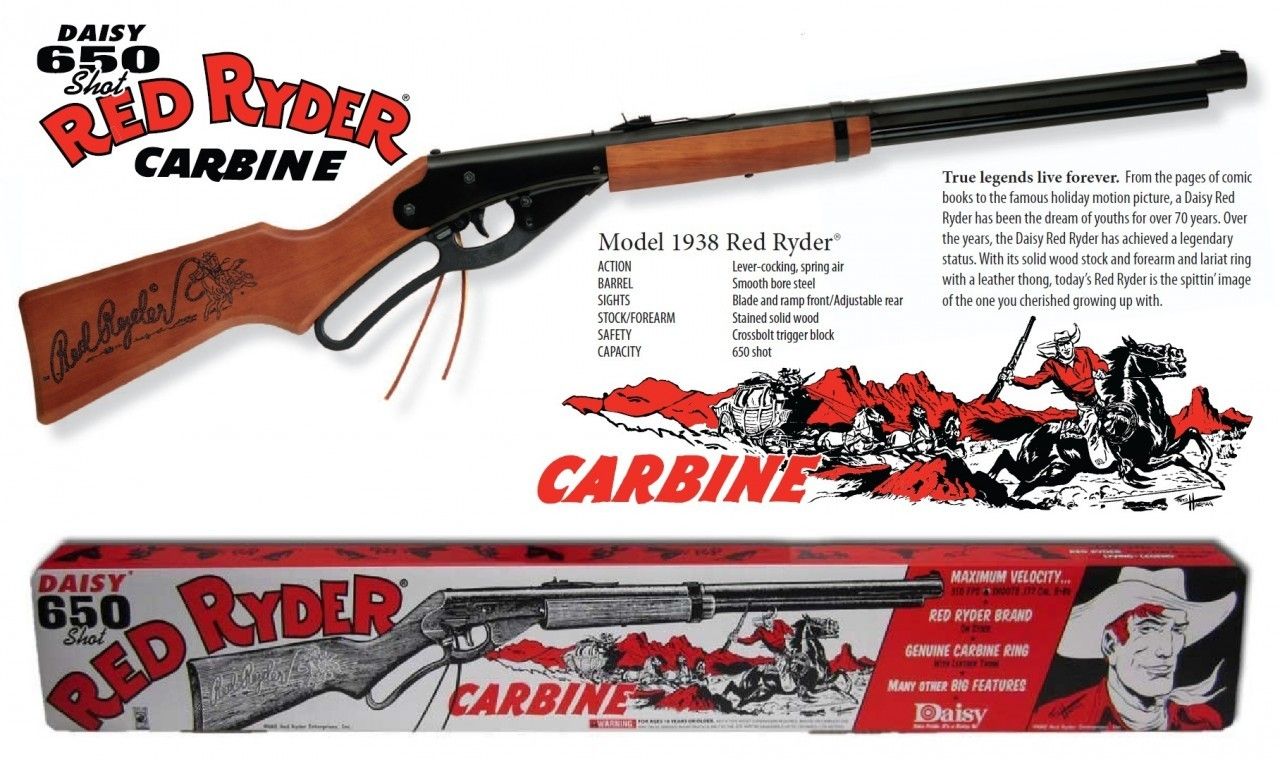 DAISY
650
Shot
RED RYDER®
CARBINE
Red Ryder
True legends live forever. From the pages of comic
books to the famous holiday motion picture, a Daisy Red
Ryder has been the dream of youths for over 70 years. Over
the years, the Daisy Red Ryder has achieved a legendary
status. With its solid wood stock and forearm and lariat ring
with a leather thong, today's Red Ryder is the spittin' image
of the one you cherished growing up with.
Model 1938 Red Ryder®
ACTION Lever-cocking, spring air
BARREL Smooth bore steel
SIGHTS Blade and ramp front/Adjustable rear
STOCK/FOREARM Stained solid wood
SAFETY Crossbolt trigger block
CAPACITY 650 shot
CARBINE
DAISY
650
Shot
RED RYDER®
Red Ryder
CARBINE
MAXIMUM VELOCITY...
RED RYDER BRAND
GENUINE CARBINE RING
WITH LEATHER THONG
MANY OTHER BIG FEATURES
Daisy
WARNING